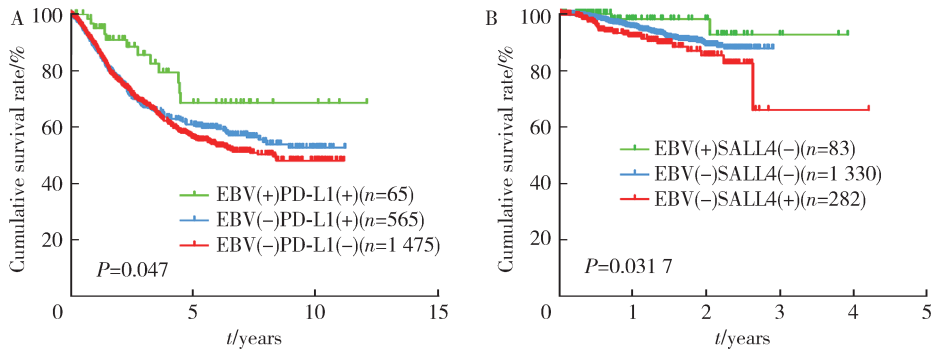 A
Cumulative survival rate/%
100
80
60
40
20
0
5
10
15
t/years
EBV(+)PD-L1(+)(n=65)
EBV(−)PD-L1(+)(n=565)
EBV(−)PD-L1(−)(n=1 475)
P=0.047
B
Cumulative survival rate/%
100
80
60
40
20
0
1
2
3
4
5
t/years
EBV(+)SALL4(−)(n=83)
EBV(−)SALL4(−)(n=1 330)
EBV(−)SALL4(+)(n=282)
P=0.031 7